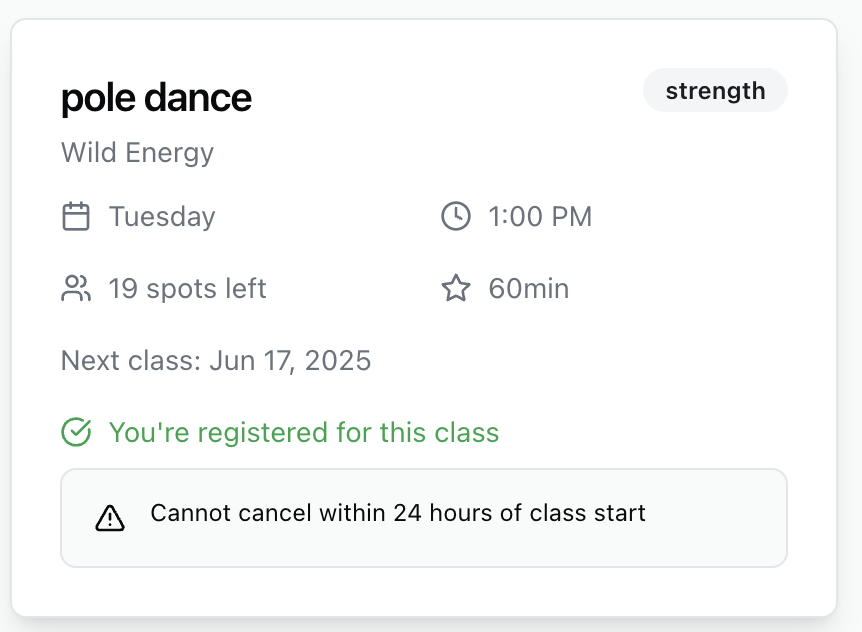 pole dance
strength
Wild Energy
Tuesday
1:00 PM
19 spots left
60min
Next class: Jun 17, 2025
You're registered for this class
Cannot cancel within 24 hours of class start